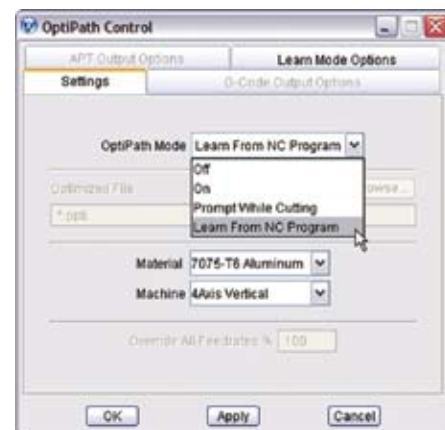 OptiPath Control
APT Output Options Learn Mode Options
Settings G-Code Output Options
OptiPath Mode Learn From NC Program
Off
On
Optimized File owse...
Prompt While Cutting
*.opti
Learn From NC Program
Material 7075-T6 Aluminum
Machine 4Axis Vertical
Override All Feedrates % 100
OK Apply Cancel